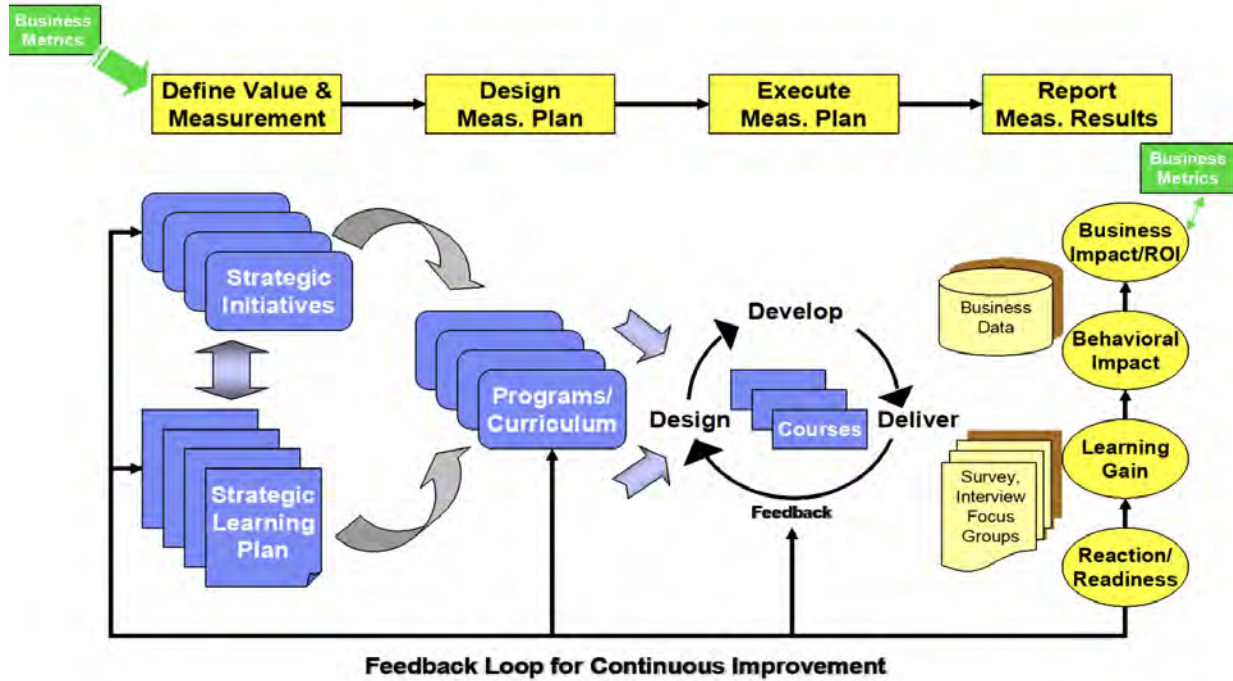 Business
Metrics
Define Value &
Measurement
Design
Meas. Plan
Execute
Meas. Plan
Report
Meas. Results
Business
Metrics
Strategic
Initiatives
Strategic
Learning
Plan
Programs/
Curriculum
Develop
Design
Courses
Deliver
Feedback
Business
Data
Survey,
Interview
Focus
Groups
Business
Impact/ROI
Behavioral
Impact
Learning
Gain
Reaction/
Readiness
Feedback Loop for Continuous Improvement